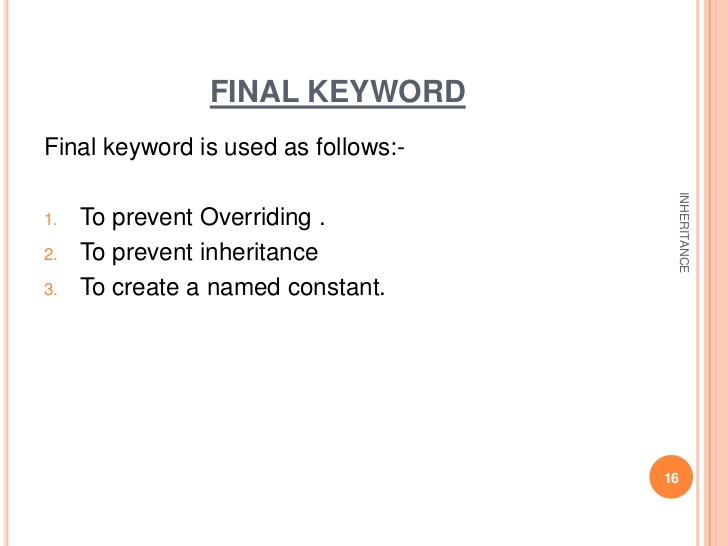 FINAL KEYWORD
Final keyword is used as follows:-
1. To prevent Overriding .
2. To prevent inheritance
3. To create a named constant.
INHERITANCE
16